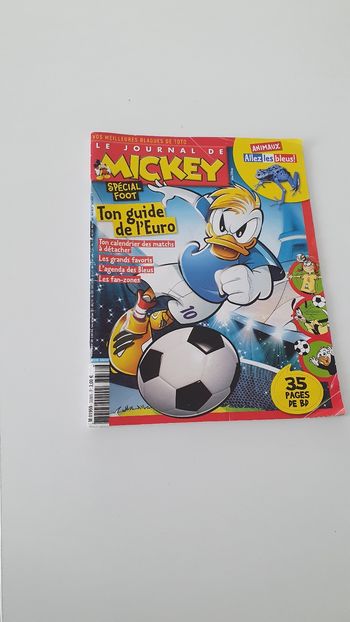 VOS MEILLEURES BLAGUES DE TOTO
LE JOURNAL DE
MICKEY
SPÉCIAL
FOOT
Ton guide
de l'Euro
Ton calendrier des matchs
à détacher
Les grands favoris
L'agenda des Bleus
Les fan-zones
ANIMAUX
Allez les bleus!
10
35
PAGES
DE BD